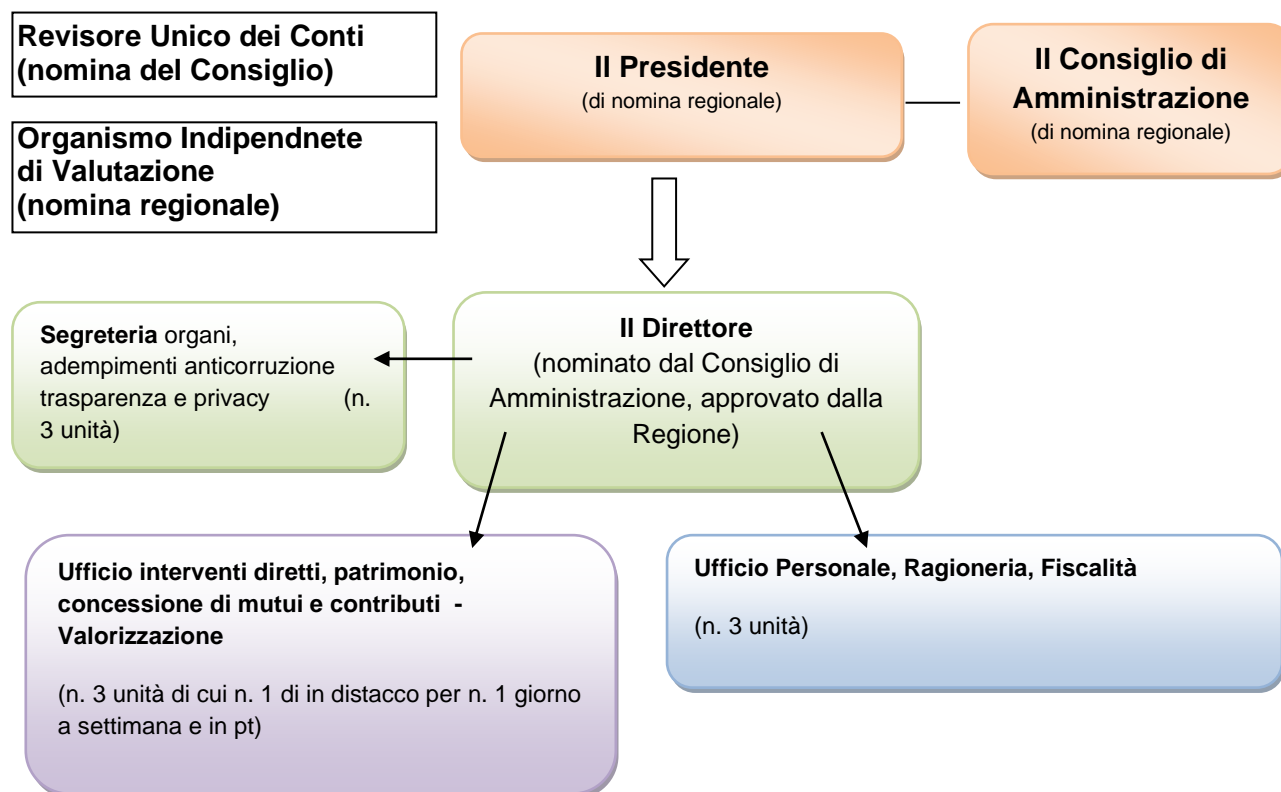 Revisore Unico dei Conti
(nomina del Consiglio)
Organismo Indipendnete
di Valutazione
(nomina regionale)
Il Presidente
(di nomina regionale)
Il Consiglio di
Amministrazione
(di nomina regionale)
Segreteria organi,
adempimenti anticorruzione
trasparenza e privacy (n.
3 unità)
Il Direttore
(nominato dal Consiglio di
Amministrazione, approvato dalla
Regione)
Ufficio interventi diretti, patrimonio,
concessione di mutui e contributi -
Valorizzazione
(n. 3 unità di cui n. 1 di in distacco per n. 1 giorno
a settimana e in pt)
Ufficio Personale, Ragioneria, Fiscalità
(n. 3 unità)